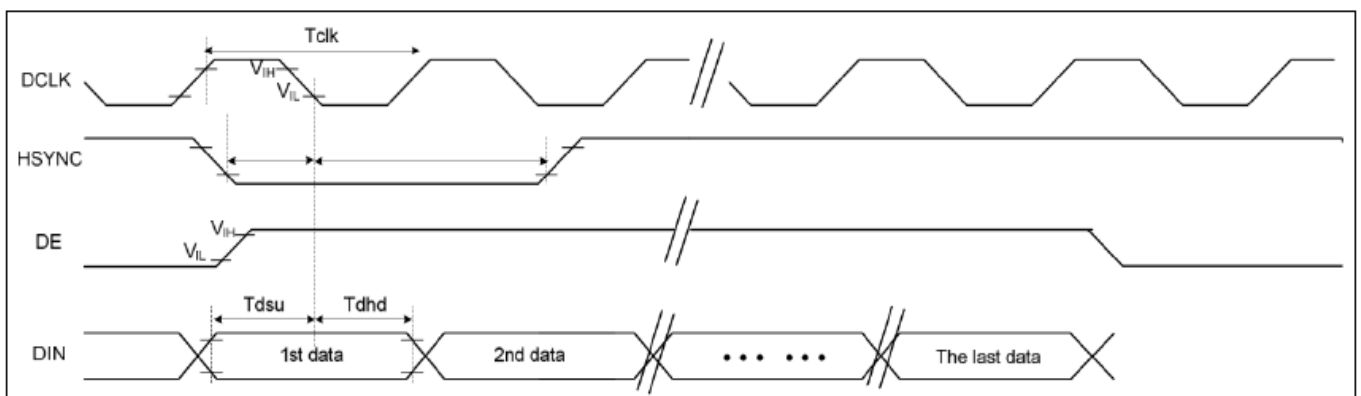 Tclk
DCLK
VIH
VIL
HSYNC
DE
VIH
VIL
Tdsu
Tdhd
DIN
1st data
2nd data
••• •••
The last data